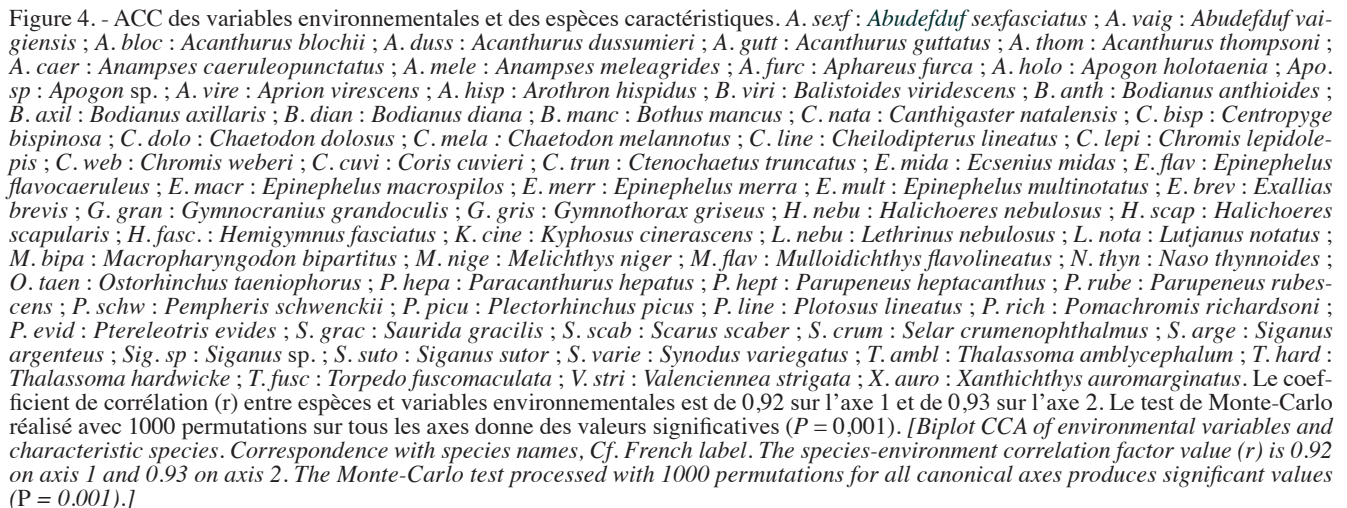 Figure 4. - ACC des variables environnementales et des espèces caractéristiques. A. sexf : Abudefduf sexfasciatus ; A. vaig : Abudefduf vai-
giensis ; A. bloc : Acanthurus blochii ; A. duss : Acanthurus dussumieri ; A. gutt : Acanthurus guttatus ; A. thom : Acanthurus thompsoni ;
A. caer : Anampses caeruleopunctatus ; A. mele : Anampses meleagrides ; A. furc : Aphareus furca ; A. holo : Apogon holotaenia ; Apo.
sp : Apogon sp. ; A. vire : Aprion virescens ; A. hisp : Arothron hispidus ; B. viri : Balistoides viridescens ; B. anth : Bodianus anthioides ;
B. axil : Bodianus axillaris ; B. dian : Bodianus diana ; B. manc : Bothus mancus ; C. nata : Canthigaster natalensis ; C. bisp : Centropyge
bispinosa ; C. dolo : Chaetodon dolosus ; C. mela : Chaetodon melannotus ; C. line : Cheilodipterus lineatus ; C. lepi : Chromis lepidole-
pis ; C. web : Chromis weberi ; C. cuvi : Coris cuvieri ; C. trun : Ctenochaetus truncatus ; E. mida : Ecsenius midas ; E. flav : Epinephelus
flavocaeruleus ; E. macr : Epinephelus macrospilos ; E. merr : Epinephelus merra ; E. mult : Epinephelus multinotatus ; E. brev : Exallias
brevis ; G. gran : Gymnocranius grandoculis ; G. gris : Gymnothorax griseus ; H. nebu : Halichoeres nebulosus ; H. scap : Halichoeres
scapularis ; H. fasc. : Hemigymnus fasciatus ; K. cine : Kyphosus cinerascens ; L. nebu : Lethrinus nebulosus ; L. nota : Lutjanus notatus ;
M. bipa : Macropharyngodon bipartitus ; M. nige : Melichthys niger ; M. flav : Mulloidichthys flavolineatus ; N. thyn : Naso thynnoides ;
O. taen : Ostorhinchus taeniophorus ; P. hepa : Paracanthurus hepatus ; P. hept : Parupeneus heptacanthus ; P. rube : Parupeneus rubes-
cens ; P. schw : Pempheris schwenckii ; P. picu : Plectorhinchus picus ; P. line : Plotosus lineatus ; P. rich : Pomachromis richardsoni ;
P. evid : Ptereleotris evides ; S. grac : Saurida gracilis ; S. scab : Scarus scaber ; S. crum : Selar crumenophthalmus ; S. arge : Siganus
argenteus ; Sig. sp : Siganus sp. ; S. suto : Siganus sutor ; S. varie : Synodus variegatus ; T. ambl : Thalassoma amblycephalum ; T. hard :
Thalassoma hardwicke ; T. fusc : Torpedo fuscomaculata ; V. stri : Valenciennea strigata ; X. auro : Xanthichthys auromarginatus. Le coef-
ficient de corrélation (r) entre espèces et variables environnementales est de 0,92 sur l'axe 1 et de 0,93 sur l'axe 2. Le test de Monte-Carlo
réalisé avec 1000 permutations sur tous les axes donne des valeurs significatives (P = 0,001). [Biplot CCA of environmental variables and
characteristic species. Correspondence with species names, Cf. French label. The species-environment correlation factor value (r) is 0.92
on axis 1 and 0.93 on axis 2. The Monte-Carlo test processed with 1000 permutations for all canonical axes produces significant values
(P = 0.001).]